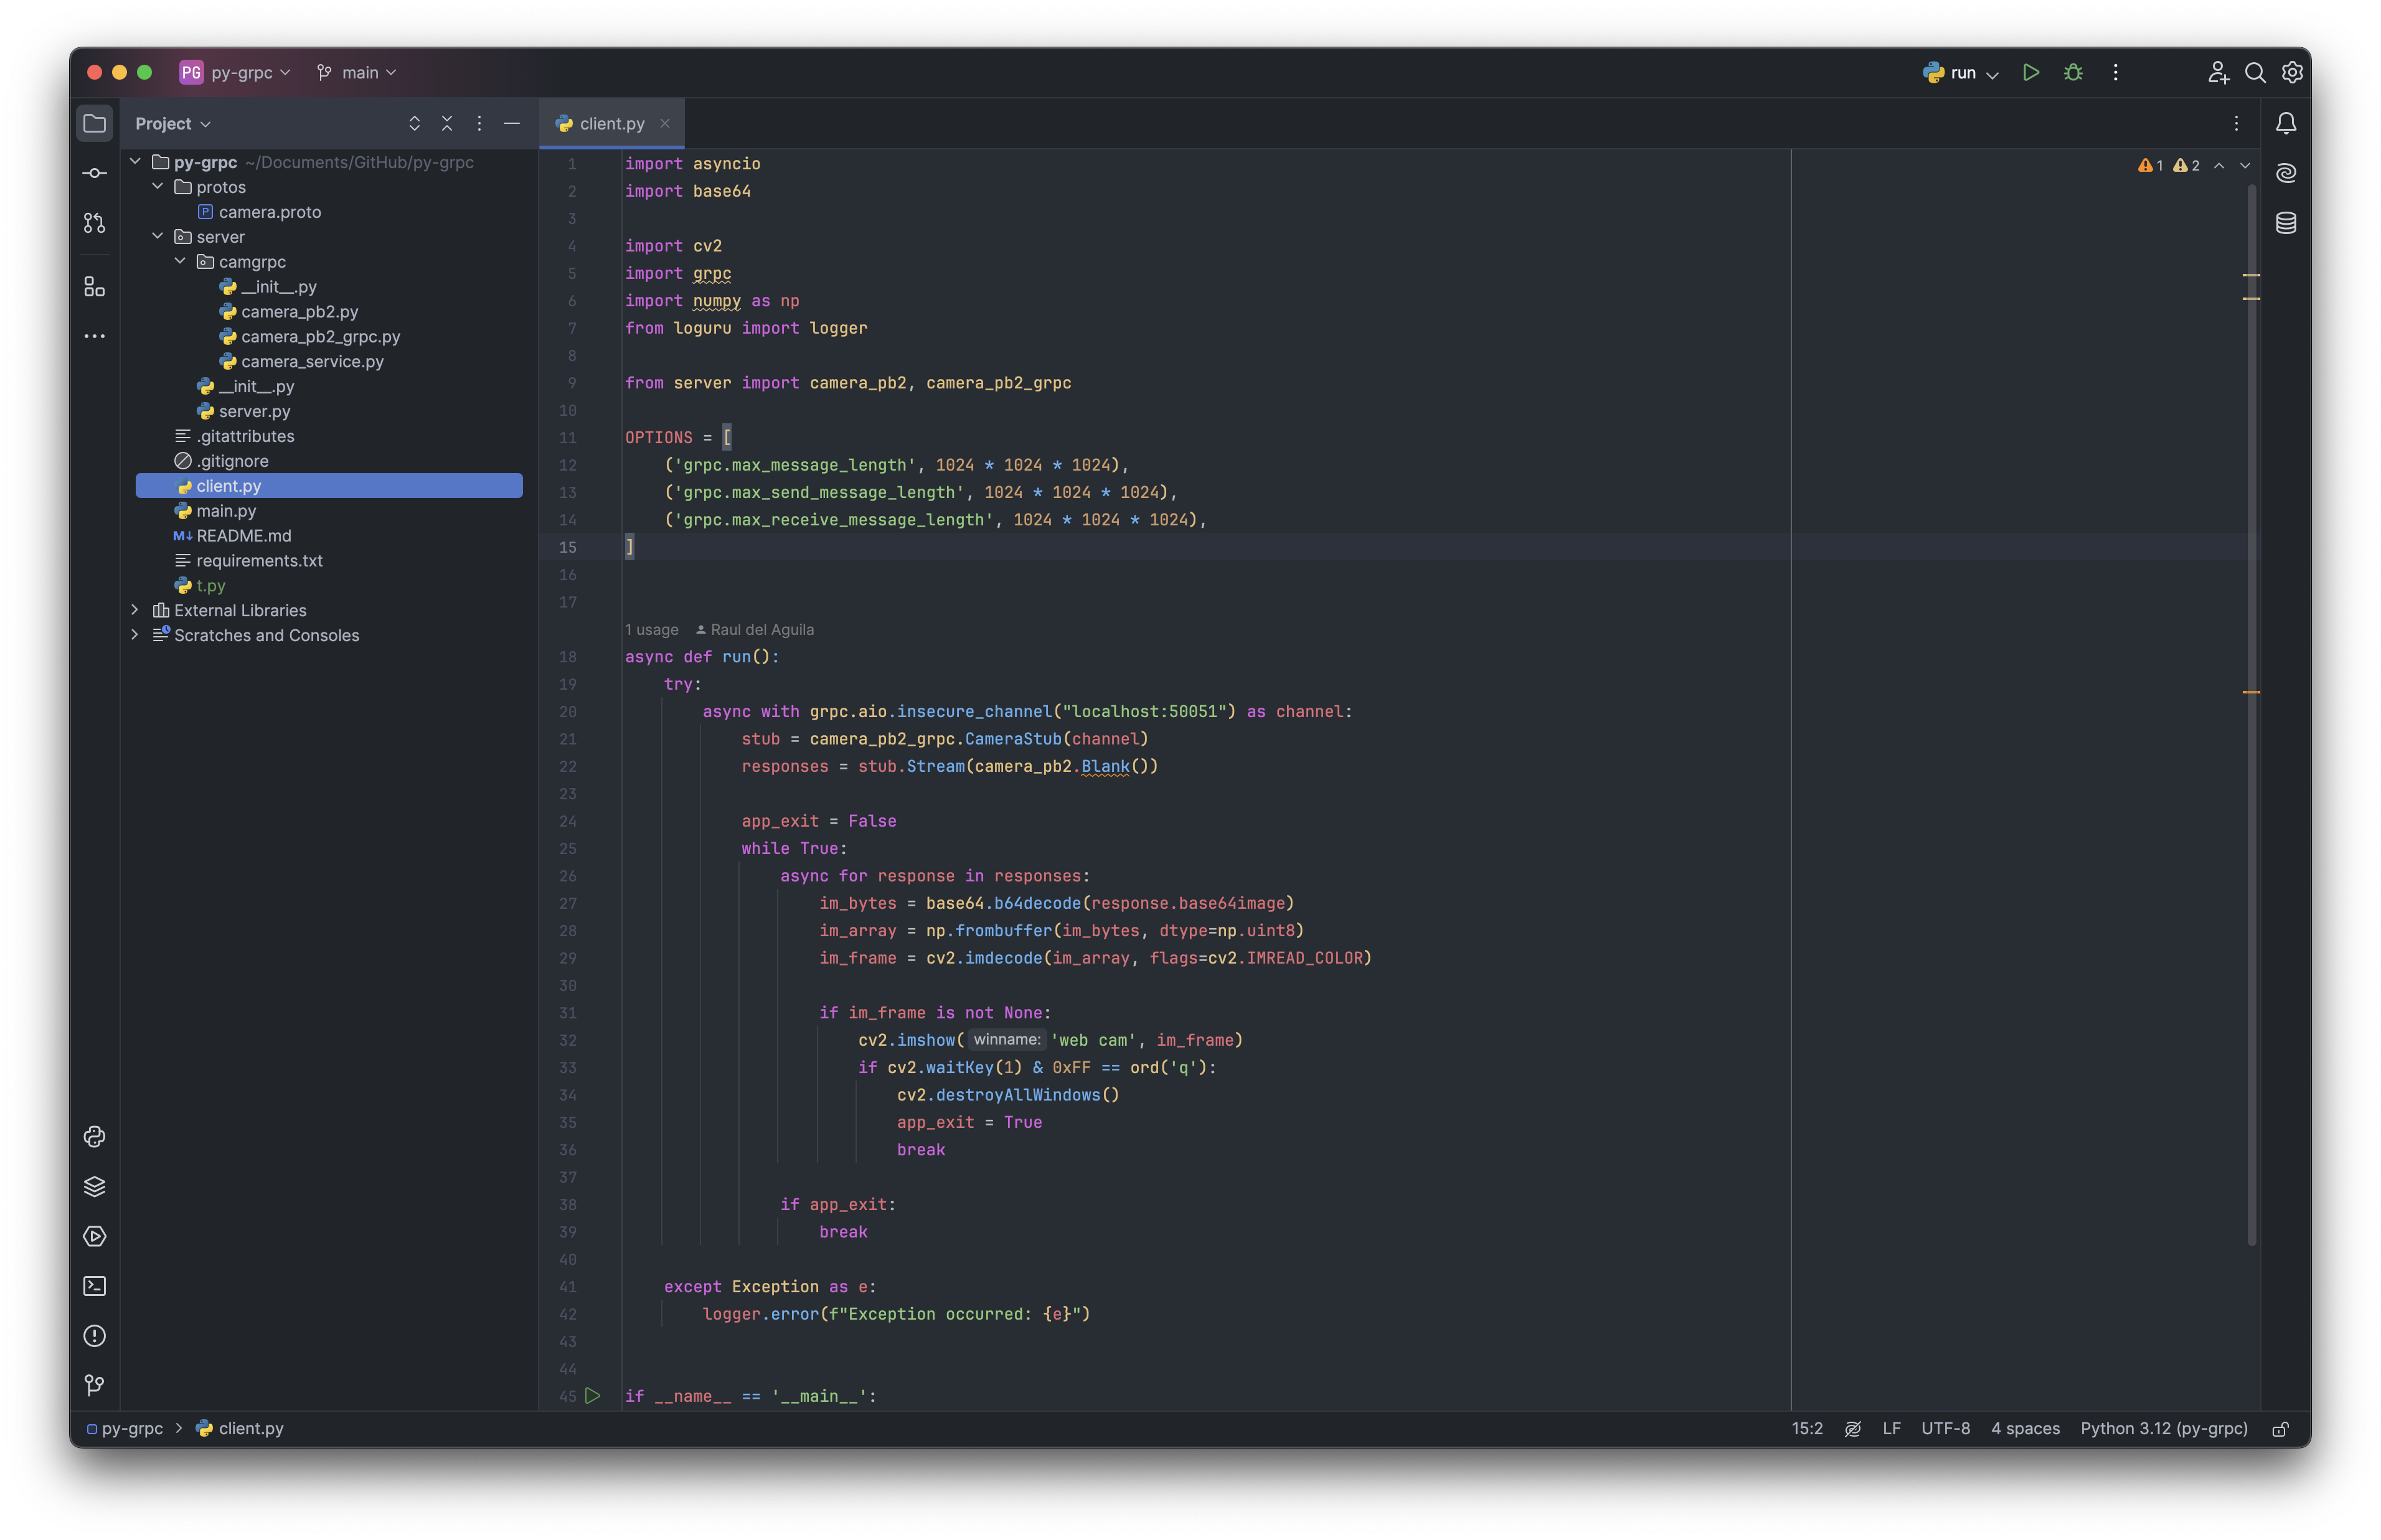 PG py-grpc main run
Project
py-grpc ~/Documents/GitHub/py-grpc
protos
camera.proto
server
camgrpc
__init__.py
camera_pb2.py
camera_pb2_grpc.py
camera_service.py
__init__.py
server.py
.gitattributes
.gitignore
client.py
main.py
M↓ README.md
requirements.txt
t.py
External Libraries
Scratches and Consoles
client.py
1 2
1 import asyncio
2 import base64
3
4 import cv2
5 import grpc
6 import numpy as np
7 from loguru import logger
8
9 from server import camera_pb2, camera_pb2_grpc
10
11 OPTIONS = [
12     ('grpc.max_message_length', 1024 * 1024 * 1024),
13     ('grpc.max_send_message_length', 1024 * 1024 * 1024),
14     ('grpc.max_receive_message_length', 1024 * 1024 * 1024),
15 ]
16
17
1 usage Raul del Aguila
18 async def run():
19     try:
20         async with grpc.aio.insecure_channel("localhost:50051") as channel:
21             stub = camera_pb2_grpc.CameraStub(channel)
22             responses = stub.Stream(camera_pb2.Blank())
23
24             app_exit = False
25             while True:
26                 async for response in responses:
27                     im_bytes = base64.b64decode(response.base64image)
28                     im_array = np.frombuffer(im_bytes, dtype=np.uint8)
29                     im_frame = cv2.imdecode(im_array, flags=cv2.IMREAD_COLOR)
30
31                     if im_frame is not None:
32                         cv2.imshow( winname: 'web cam', im_frame)
33                         if cv2.waitKey(1) & 0xFF == ord('q'):
34                             cv2.destroyAllWindows()
35                             app_exit = True
36                             break
37
38                 if app_exit:
39                     break
40
41     except Exception as e:
42         logger.error(f"Exception occurred: {e}")
43
44
45 if __name__ == '__main__':
py-grpc > client.py 15:2 LF UTF-8 4 spaces Python 3.12 (py-grpc)